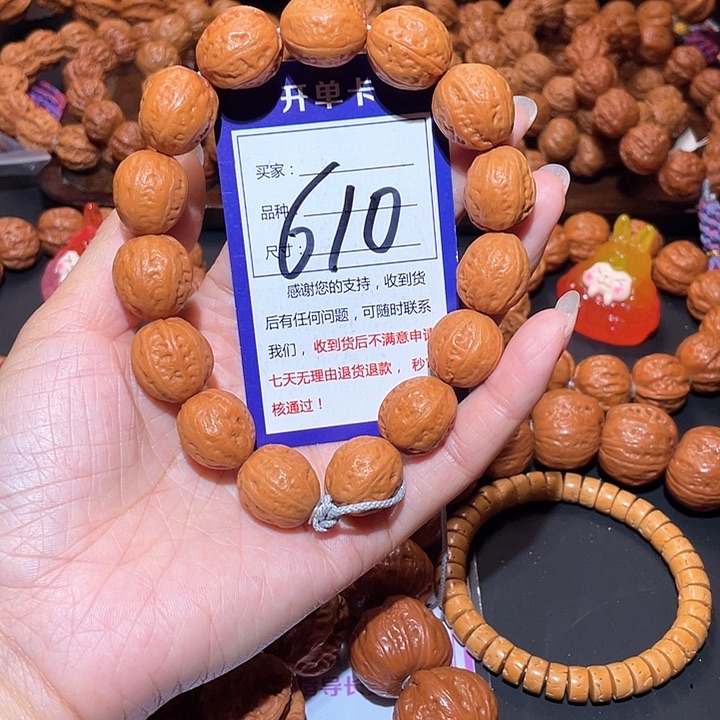 开单卡
买家：
610
品种
尺寸：
感谢您的支持，收到货
后有任何问题，可随时联系
我们，收到货后不满意申请
七天无理由退货退款，秒
核通过！
导长